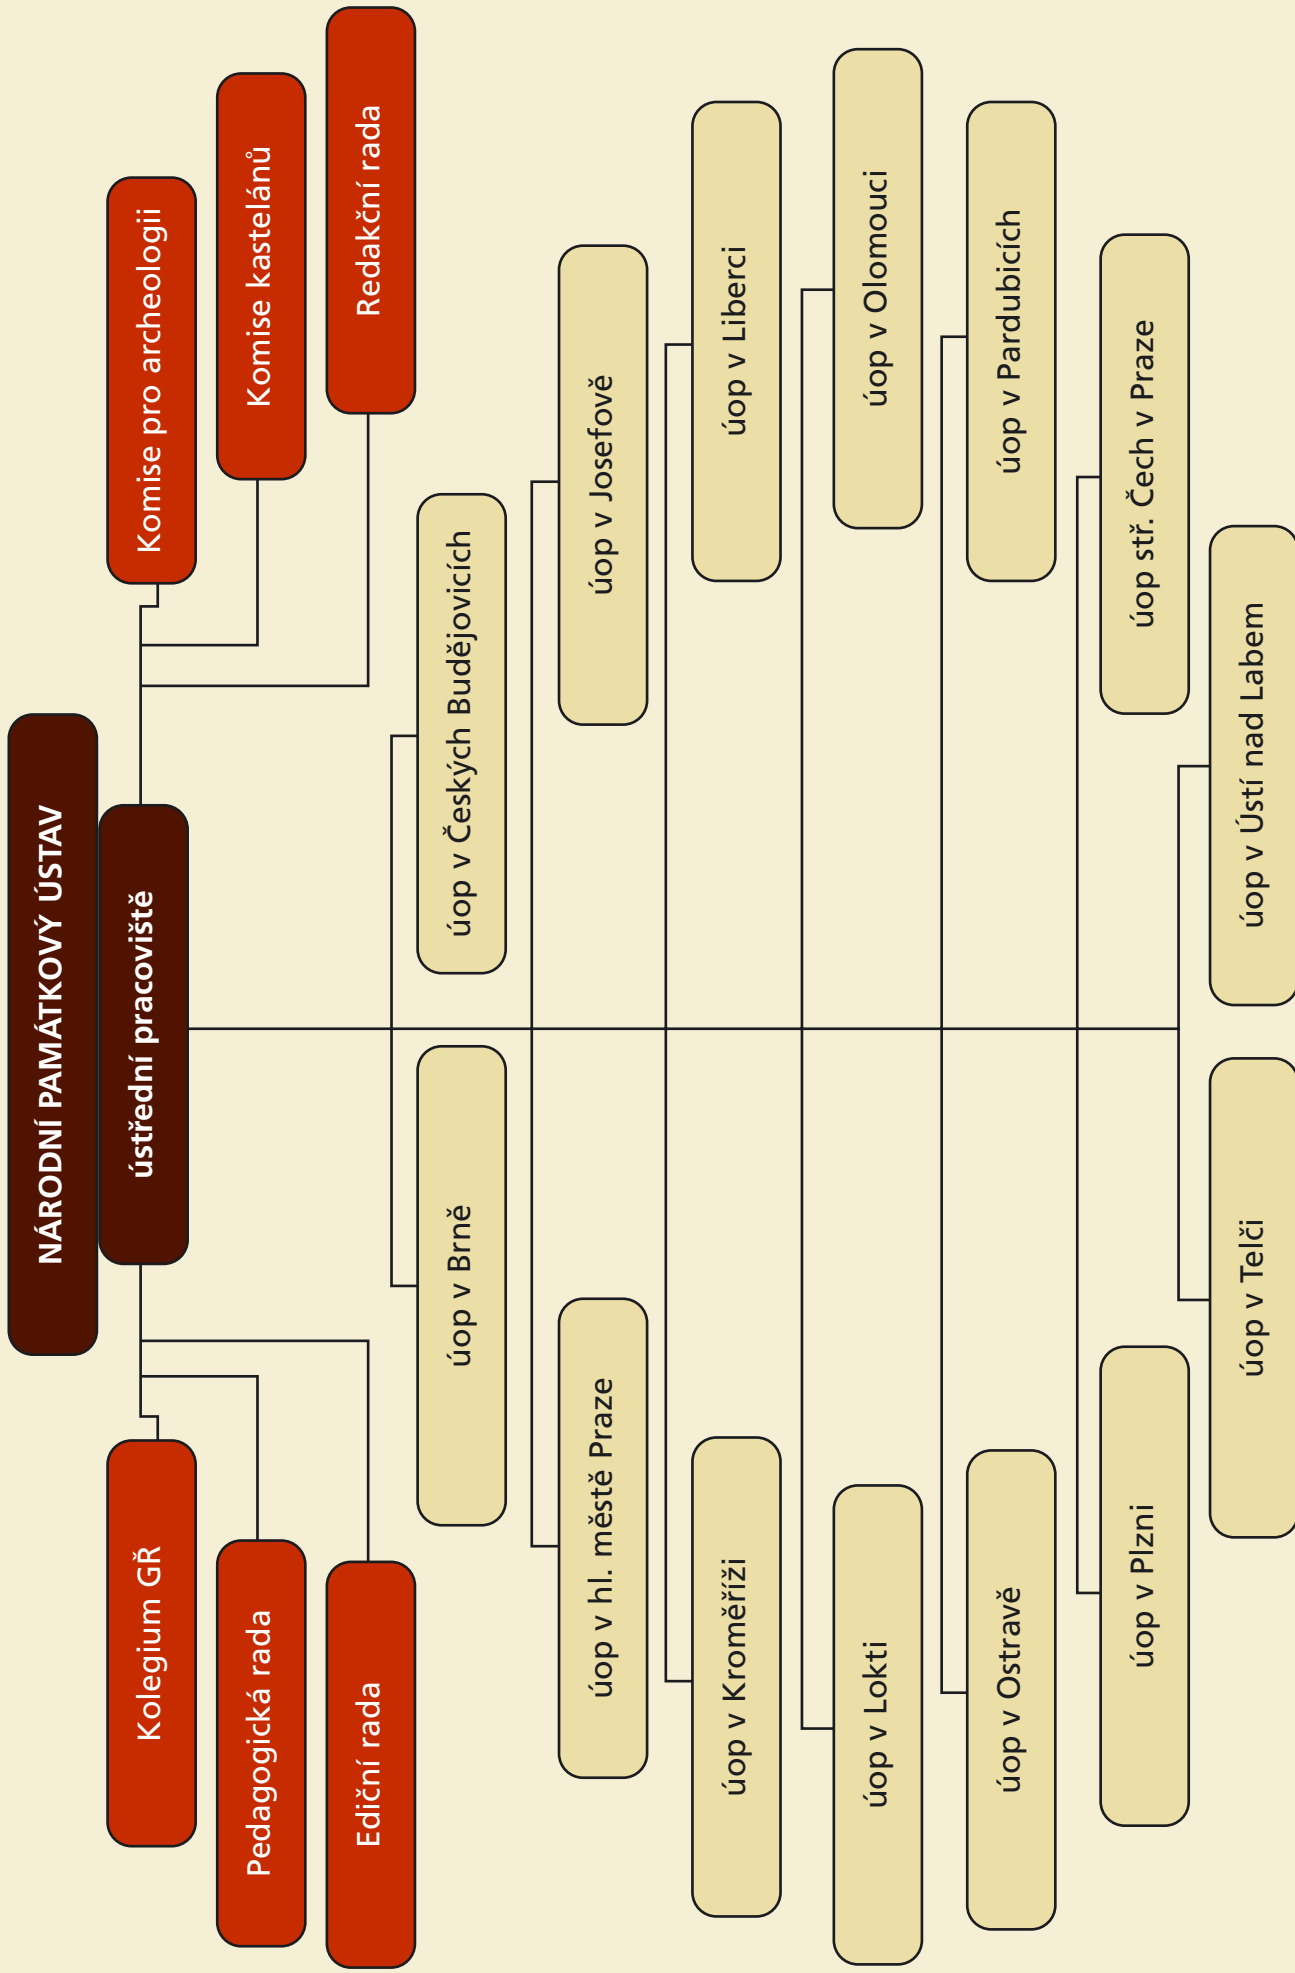 NÁRODNÍ PAMÁTKOVÝ ÚSTAV
ústřední pracoviště
Kolegium GŘ
Komise pro archeologii
Pedagogická rada
Komise kastelánů
Ediční rada
Redakční rada
úop v Brně
úop v Českých Budějovicích
úop v hl. městě Praze
úop v Josefově
úop v Kroměříži
úop v Liberci
úop v Lokti
úop v Olomouci
úop v Ostravě
úop v Pardubicích
úop v Plzni
úop stř. Čech v Praze
úop v Telči
úop v Ústí nad Labem